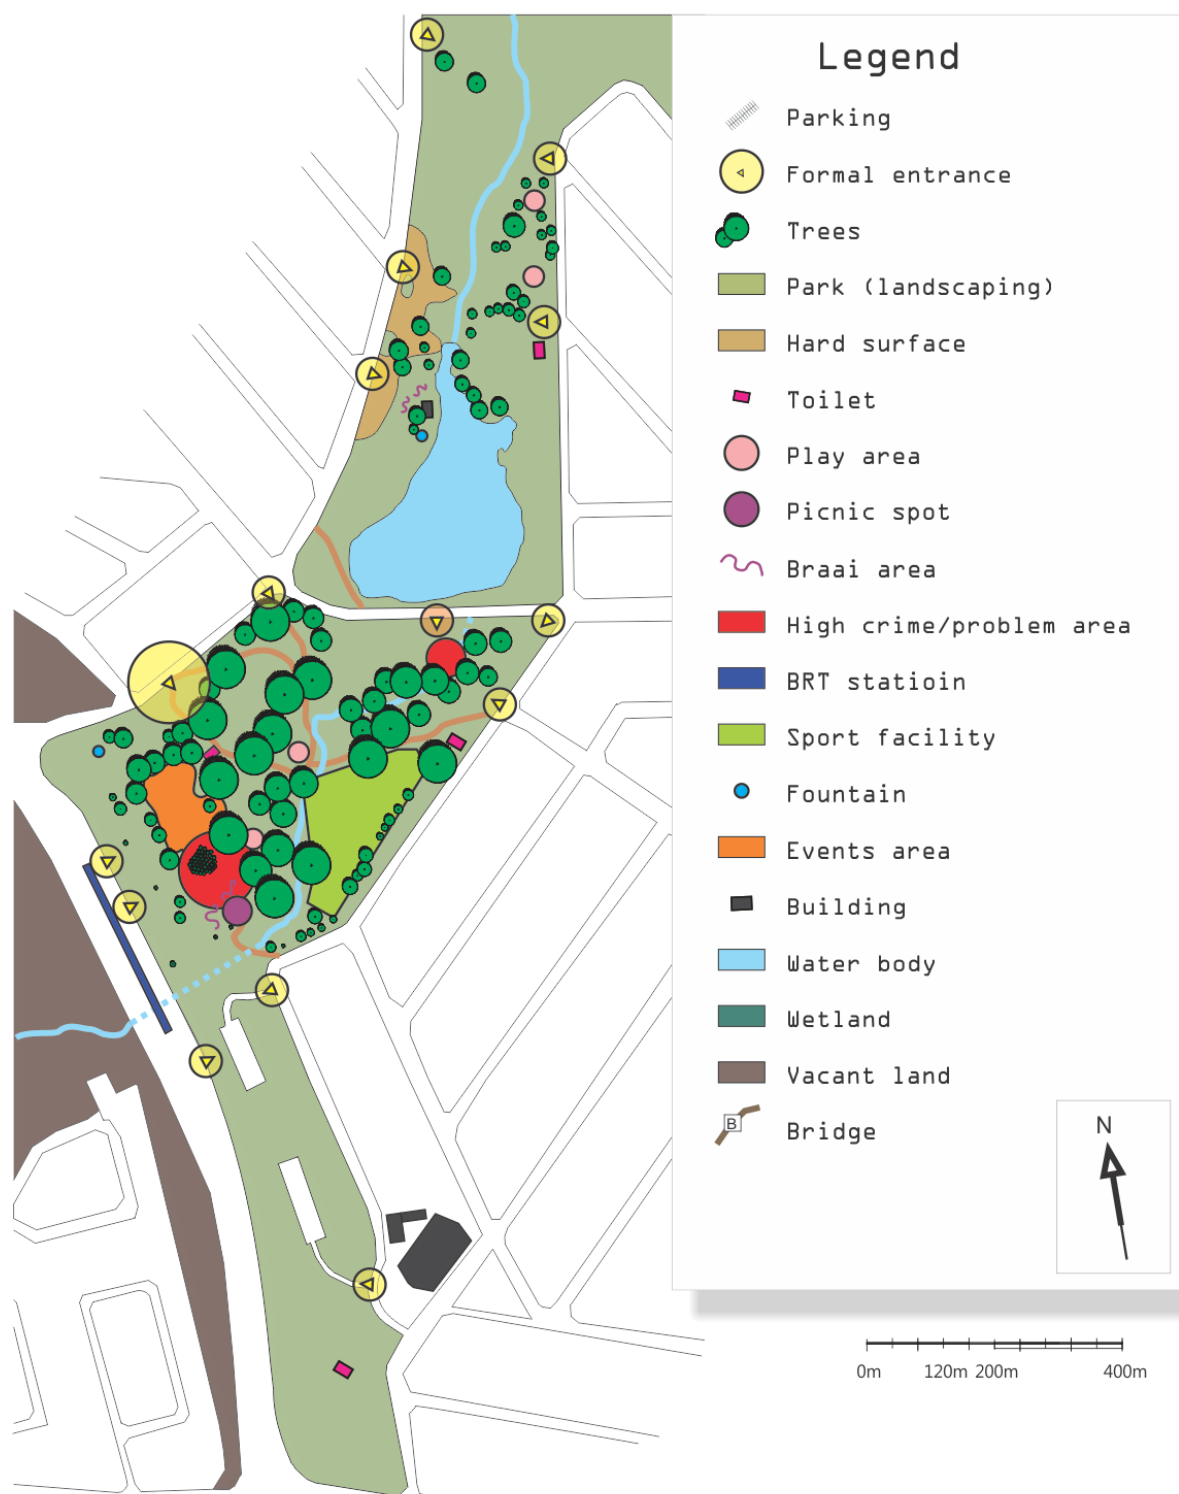 Legend
Parking
Formal entrance
Trees
Park (landscaping)
Hard surface
Toilet
Play area
Picnic spot
Braai area
High crime/problem area
BRT statioin
Sport facility
Fountain
Events area
Building
Water body
Wetland
Vacant land
B
Bridge
N
0m 120m 200m 400m